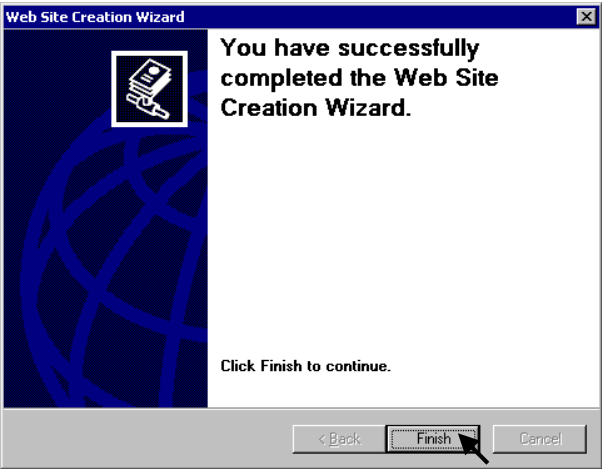 Web Site Creation Wizard
You have successfully
completed the Web Site
Creation Wizard.
Click Finish to continue.
< Back
Finish
Cancel